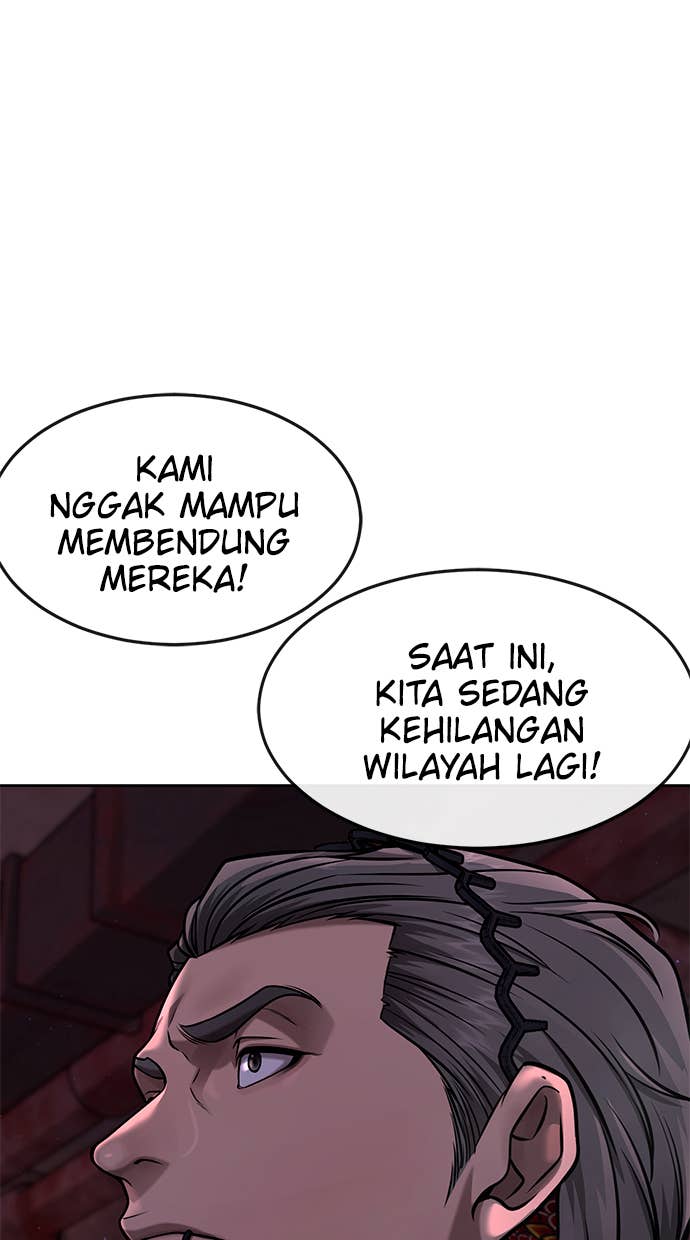 KAMI
NGGAK MAMPU
MEMBENDUNG
MEREKA!
SAAT INI,
KITA SEDANG
KEHILANGAN
WILAYAH LAGI!